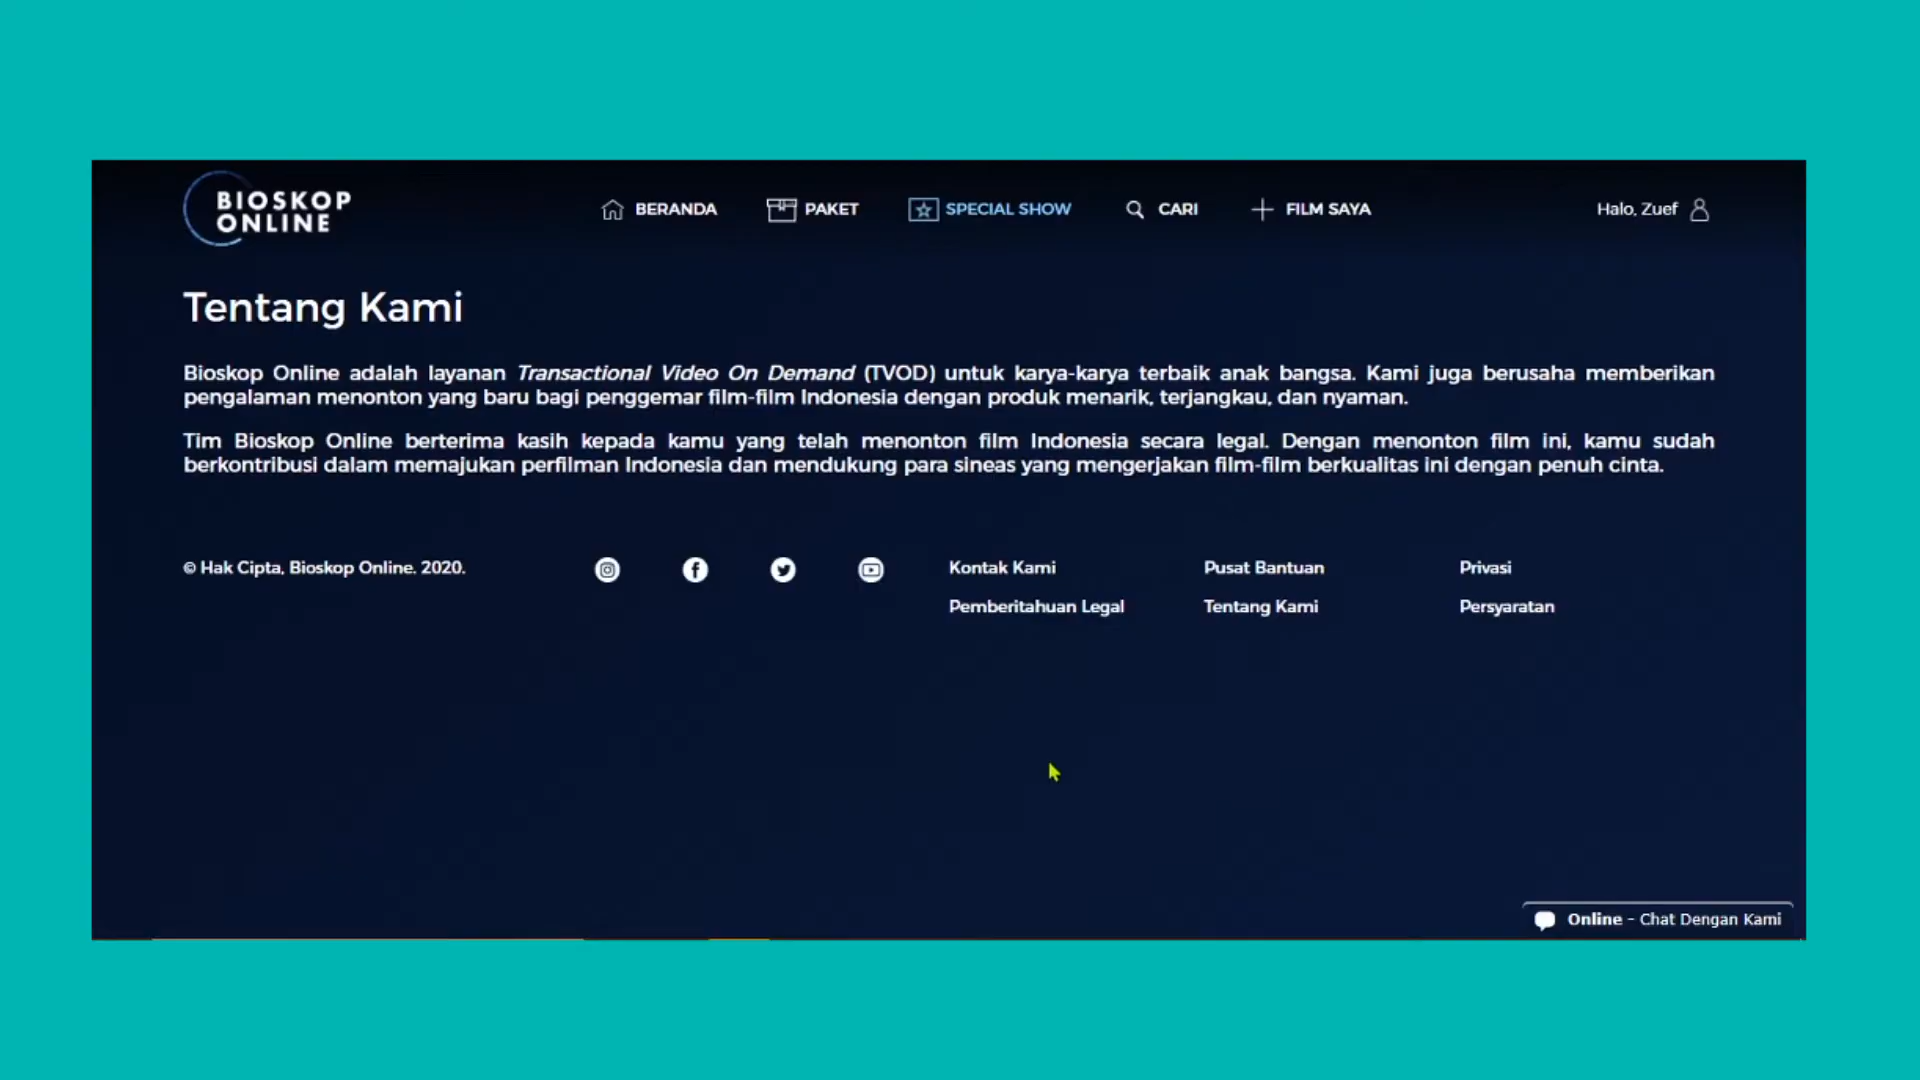 BIOSKOP
ONLINE
BERANDA
PAKET
SPECIAL SHOW
CARI
FILM SAYA
Halo, Zuef
Tentang Kami
Bioskop Online adalah layanan Transactional Video On Demand (TVOD) untuk karya-karya terbaik anak bangsa. Kami juga berusaha memberikan
pengalaman menonton yang baru bagi penggemar film-film Indonesia dengan produk menarik, terjangkau, dan nyaman.
Tim Bioskop Online berterima kasih kepada kamu yang telah menonton film Indonesia secara legal. Dengan menonton film ini, kamu sudah
berkontribusi dalam memajukan perfilman Indonesia dan mendukung para sineas yang mengerjakan film-film berkualitas ini dengan penuh cinta.
© Hak Cipta, Bioskop Online. 2020.
Kontak Kami
Pusat Bantuan
Privasi
Pemberitahuan Legal
Tentang Kami
Persyaratan
Online - Chat Dengan Kami